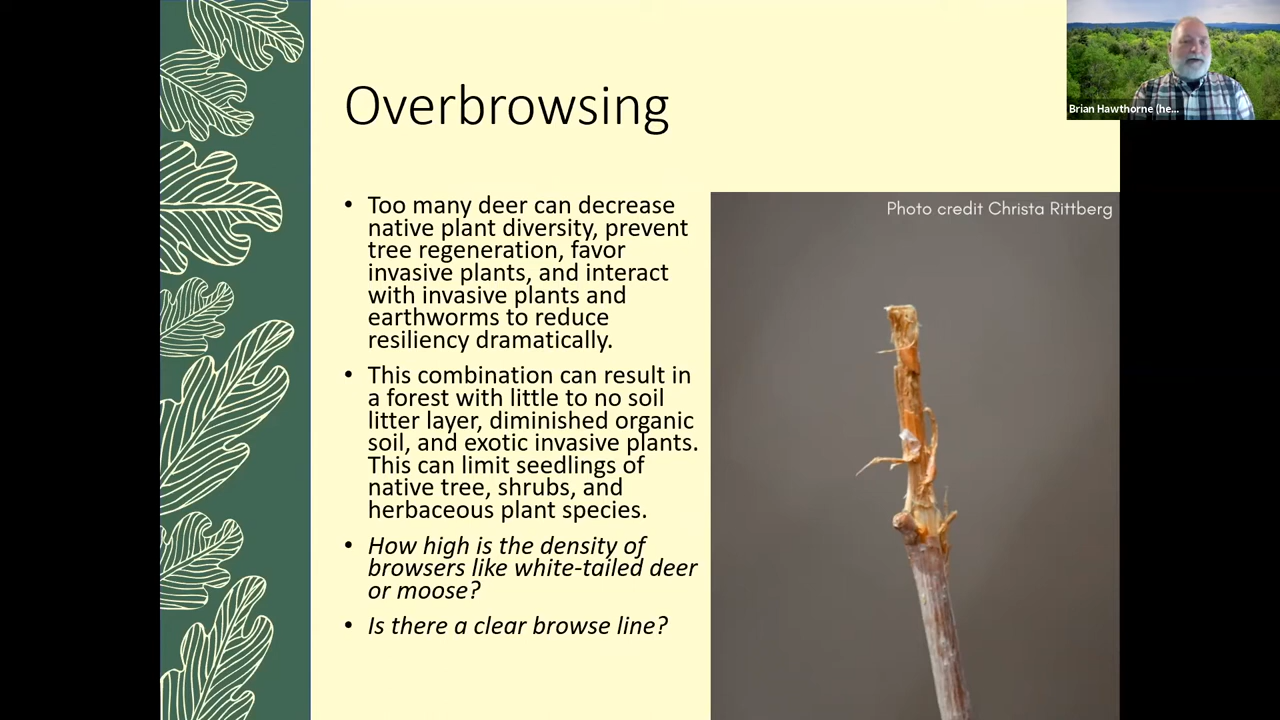 Overbrowsing
Brian Hawthorne (he...
Photo credit Christa Rittberg
• Too many deer can decrease
native plant diversity, prevent
tree regeneration, favor
invasive plants, and interact
with invasive plants and
earthworms to reduce
resiliency dramatically.
• This combination can result in
a forest with little to no soil
litter layer, diminished organic
soil, and exotic invasive plants.
This can limit seedlings of
native tree, shrubs, and
herbaceous plant species.
• How high is the density of
browsers like white-tailed deer
or moose?
• Is there a clear browse line?